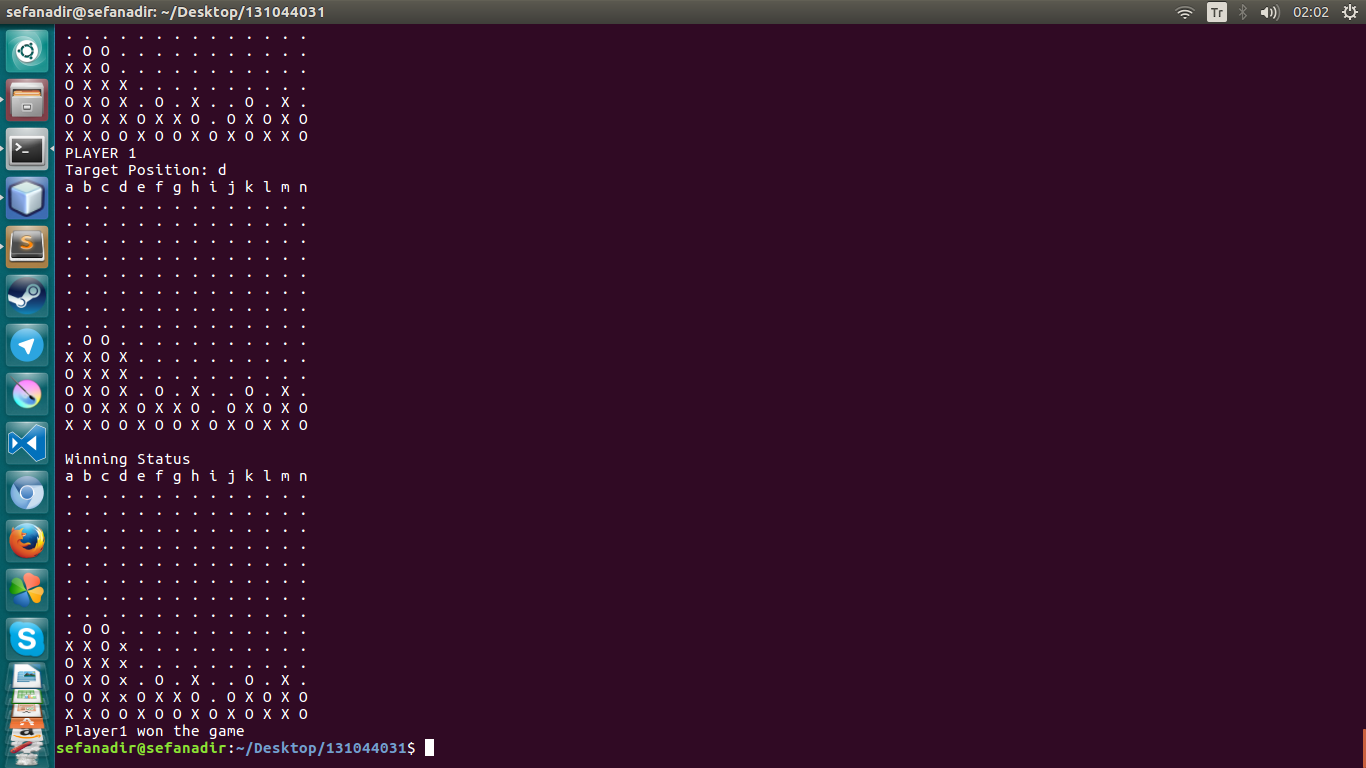 sefanadir@sefanadir: ~/Desktop/131044031
Tr
02:02
. . . . . . . . . . . . . .
. O O . . . . . . . . . . .
X X O . . . . . . . . . . .
O X X X . . . . . . . . . .
O X O X . O . X . . O . X .
O O X X O X X O . O X O X O
X X O O X O O X O X O X X O
PLAYER 1
Target Position: d
a b c d e f g h i j k l m n
. . . . . . . . . . . . . .
. . . . . . . . . . . . . .
. . . . . . . . . . . . . .
. . . . . . . . . . . . . .
. . . . . . . . . . . . . .
. . . . . . . . . . . . . .
. . . . . . . . . . . . . .
. . . . . . . . . . . . . .
. O O . . . . . . . . . . .
X X O X . . . . . . . . . .
O X X X . . . . . . . . . .
O X O X . O . X . . O . X .
O O X X O X X O . O X O X O
X X O O X O O X O X O X X O
Winning Status
a b c d e f g h i j k l m n
. . . . . . . . . . . . . .
. . . . . . . . . . . . . .
. . . . . . . . . . . . . .
. . . . . . . . . . . . . .
. . . . . . . . . . . . . .
. . . . . . . . . . . . . .
. . . . . . . . . . . . . .
. . . . . . . . . . . . . .
. O O . . . . . . . . . . .
X X O x . . . . . . . . . .
O X X x . . . . . . . . . .
O X O x . O . X . . O . X .
O O X x O X X O . O X O X O
X X O O X O O X O X O X X O
Player1 won the game
sefanadir@sefanadir:~/Desktop/131044031$